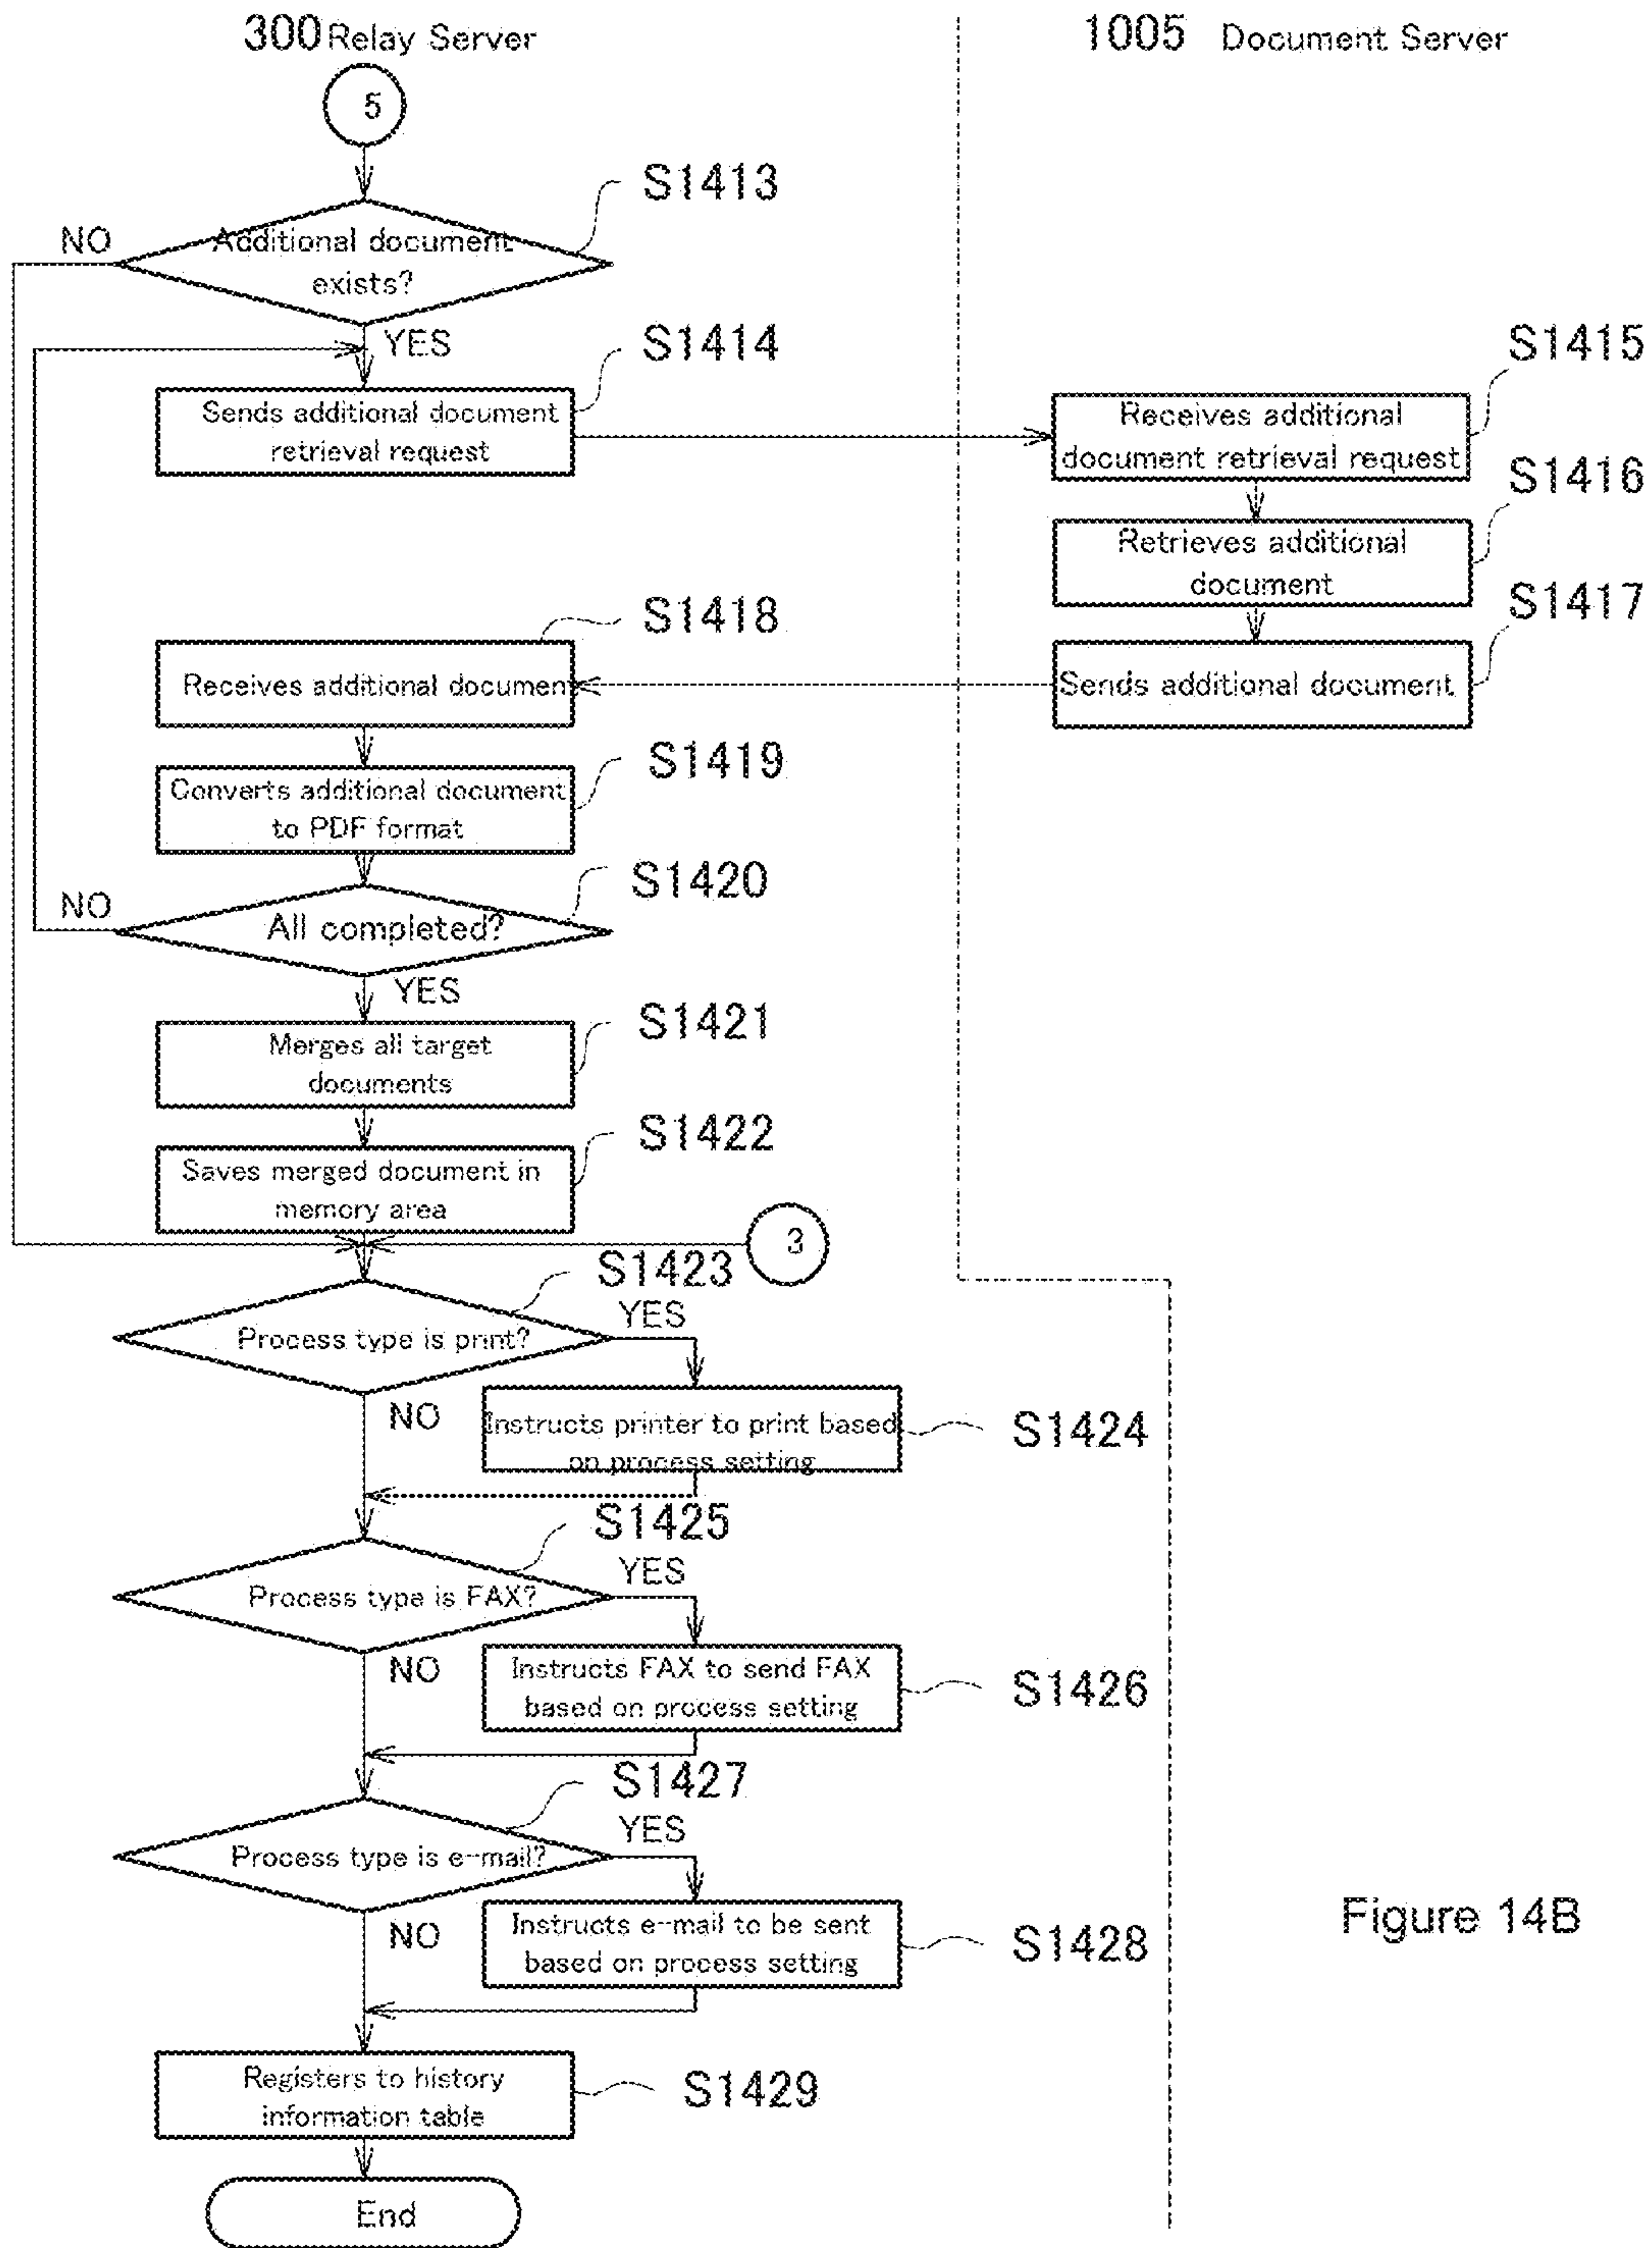 300 Relay Server
1005 Document Server
5
S1413
NO
Additional document
exists?
YES
S1414
S1415
Sends additional document
retrieval request
Receives additional
document retrieval request
S1416
Retrieves additional
document
S1417
S1418
Receives additional document
Sends additional document
S1419
Converts additional document
to PDF format
S1420
NO
All completed?
YES
S1421
Merges all target
documents
S1422
Saves merged document in
memory area
3
S1423
YES
Process type is print?
NO
Instructs printer to print based
on process setting
S1424
S1425
YES
Process type is FAX?
NO
Instructs FAX to send FAX
based on process setting
S1426
S1427
YES
Process type is e-mail?
NO
Instructs e-mail to be sent
based on process setting
S1428
Figure 14B
Registers to history
information table
S1429
End